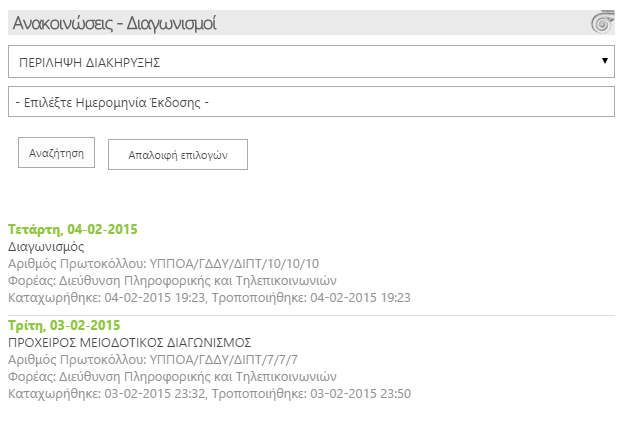 Ανακοινώσεις - Διαγωνισμοί
ΠΕΡΙΛΗΨΗ ΔΙΑΚΗΡΥΞΗΣ
- Επιλέξτε Ημερομηνία Έκδοσης -
Αναζήτηση Απαλοιφή επιλογών
Τετάρτη, 04-02-2015
Διαγωνισμός
Αριθμός Πρωτοκόλλου: ΥΠΠΟΑ/ΓΔΔΥ/ΔΙΠΤ/10/10/10
Φορέας: Διεύθυνση Πληροφορικής και Τηλεπικοινωνιών
Καταχωρήθηκε: 04-02-2015 19:23, Τροποποιήθηκε: 04-02-2015 19:23
Τρίτη, 03-02-2015
ΠΡΟΧΕΙΡΟΣ ΜΕΙΟΔΟΤΙΚΟΣ ΔΙΑΓΩΝΙΣΜΟΣ
Αριθμός Πρωτοκόλλου: ΥΠΠΟΑ/ΓΔΔΥ/ΔΙΠΤ/7/7/7
Φορέας: Διεύθυνση Πληροφορικής και Τηλεπικοινωνιών
Καταχωρήθηκε: 03-02-2015 23:32, Τροποποιήθηκε: 03-02-2015 23:50